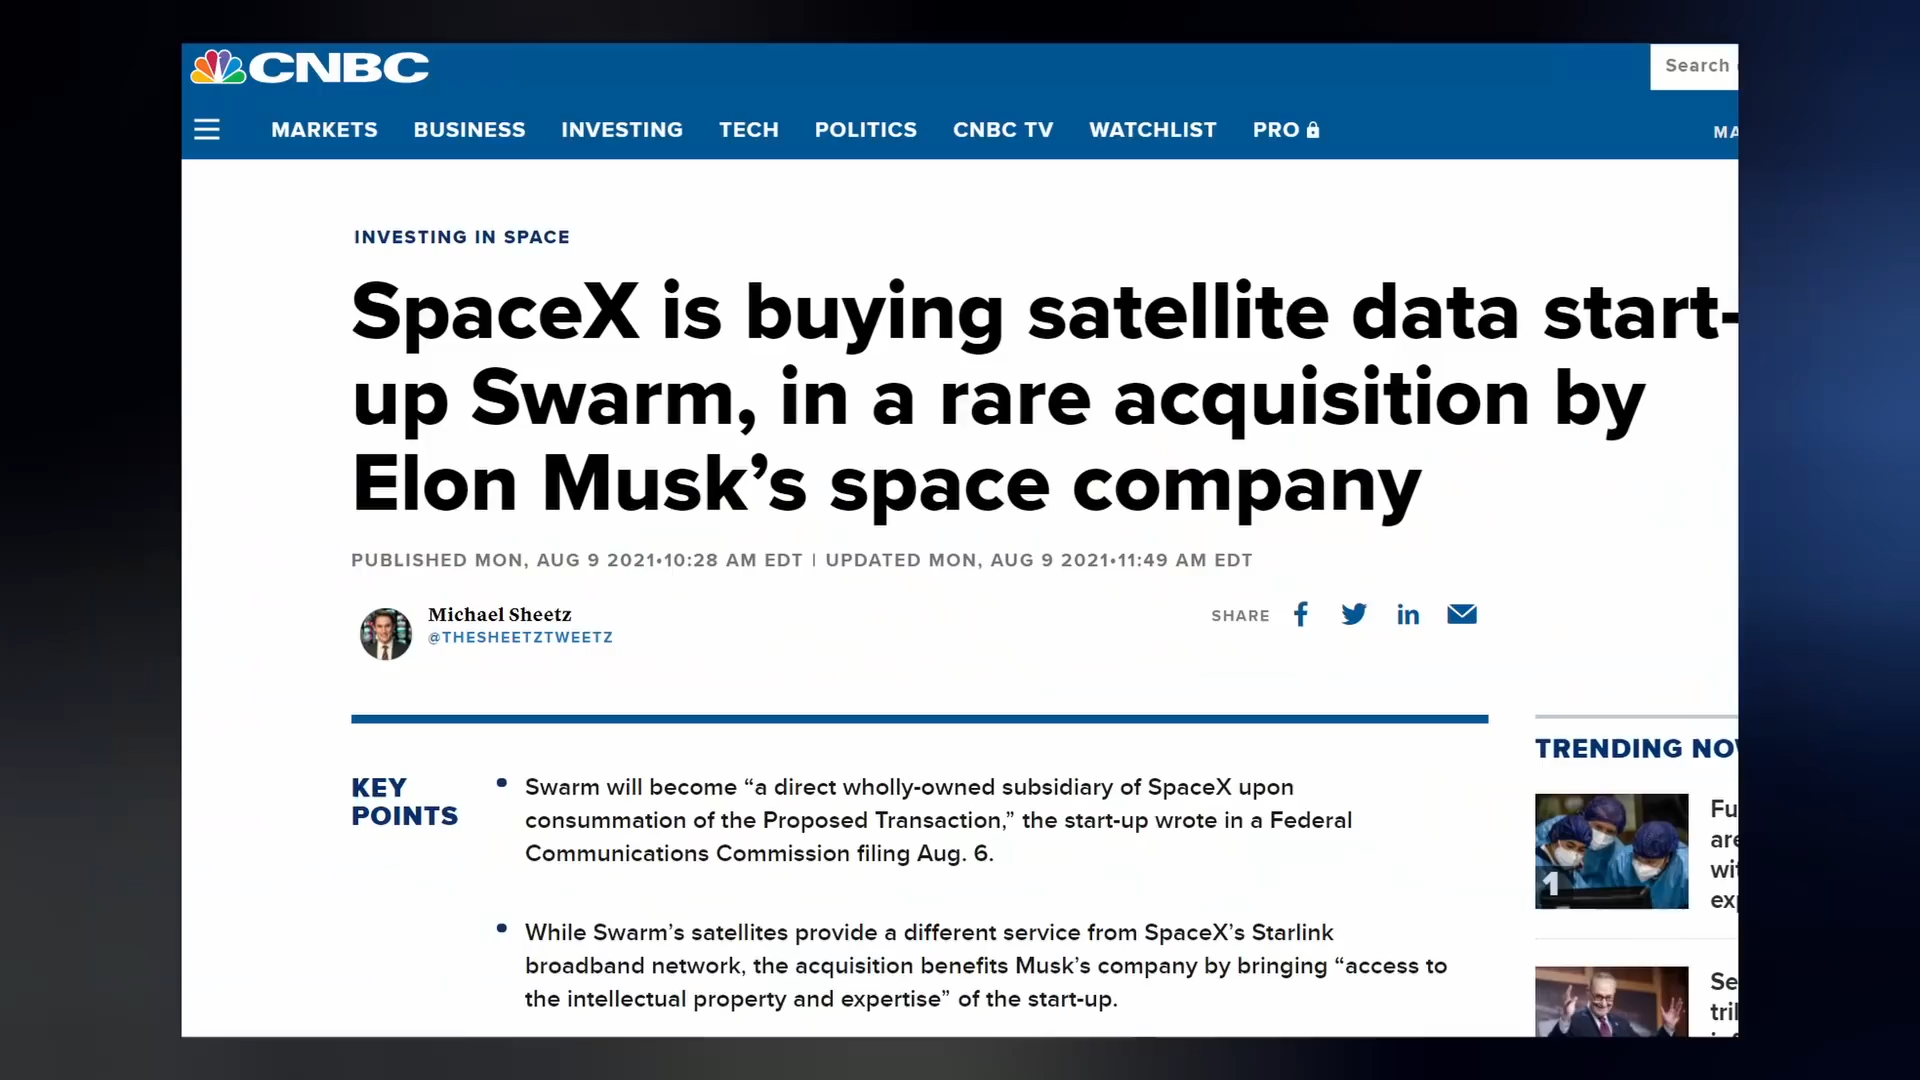 CNBC
Search
MARKETS BUSINESS INVESTING TECH POLITICS CNBC TV WATCHLIST PRO
INVESTING IN SPACE
SpaceX is buying satellite data start-
up Swarm, in a rare acquisition by
Elon Musk’s space company
PUBLISHED MON, AUG 9 2021•10:28 AM EDT | UPDATED MON, AUG 9 2021•11:49 AM EDT
Michael Sheetz
@THESHEETZTWEETZ
SHARE
KEY
POINTS
• Swarm will become “a direct wholly-owned subsidiary of SpaceX upon
consummation of the Proposed Transaction,” the start-up wrote in a Federal
Communications Commission filing Aug. 6.
• While Swarm’s satellites provide a different service from SpaceX’s Starlink
broadband network, the acquisition benefits Musk’s company by bringing “access to
the intellectual property and expertise” of the start-up.
TRENDING
1